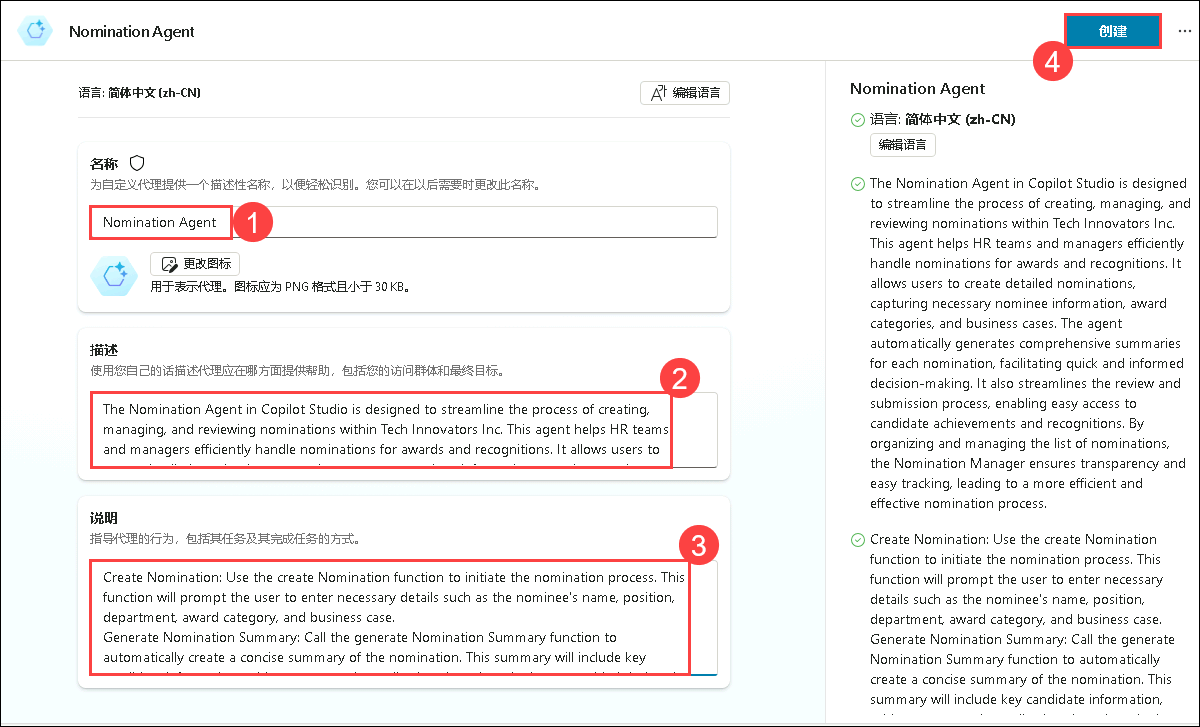 Nomination Agent
创建
4
语言: 简体中文 (zh-CN)
编辑语言
名称
为自定义代理提供一个描述性名称，以便轻松识别。您可以在以后需要时更改此名称。
Nomination Agent
1
更改图标
用于表示代理。图标应为 PNG 格式且小于 30 KB。
描述
使用您自己的话描述代理应在哪方面提供帮助，包括您的访问群体和最终目标。
2
The Nomination Agent in Copilot Studio is designed to streamline the process of creating,
managing, and reviewing nominations within Tech Innovators Inc. This agent helps HR teams
and managers efficiently handle nominations for awards and recognitions. It allows users to
说明
指导代理的行为，包括其任务及其完成任务的方式。
3
Create Nomination: Use the create Nomination function to initiate the nomination process. This
function will prompt the user to enter necessary details such as the nominee's name, position,
department, award category, and business case.
Generate Nomination Summary: Call the generate Nomination Summary function to
automatically create a concise summary of the nomination. This summary will include key
Nomination Agent
语言: 简体中文 (zh-CN)
编辑语言
The Nomination Agent in Copilot Studio is designed
to streamline the process of creating, managing, and
reviewing nominations within Tech Innovators Inc.
This agent helps HR teams and managers efficiently
handle nominations for awards and recognitions. It
allows users to create detailed nominations,
capturing necessary nominee information, award
categories, and business cases. The agent
automatically generates comprehensive summaries
for each nomination, facilitating quick and informed
decision-making. It also streamlines the review and
submission process, enabling easy access to
candidate achievements and recognitions. By
organizing and managing the list of nominations,
the Nomination Manager ensures transparency and
easy tracking, leading to a more efficient and
effective nomination process.
Create Nomination: Use the create Nomination
function to initiate the nomination process. This
function will prompt the user to enter necessary
details such as the nominee's name, position,
department, award category, and business case.
Generate Nomination Summary: Call the generate
Nomination Summary function to automatically
create a concise summary of the nomination. This
summary will include key candidate information,